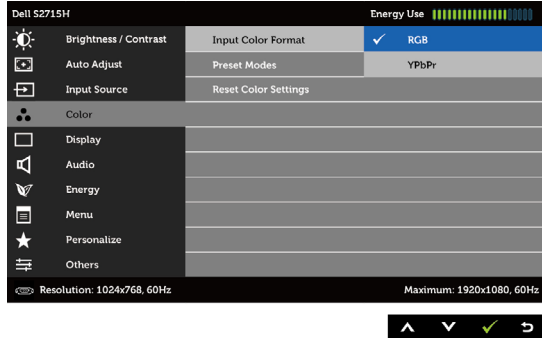 Dell S2715H Energy Use
Brightness / Contrast Input Color Format RGB
Auto Adjust Preset Modes YPbPr
Input Source Reset Color Settings
Color
Display
Audio
Energy
Menu
Personalize
Others
Resolution: 1024x768, 60Hz Maximum: 1920x1080, 60Hz